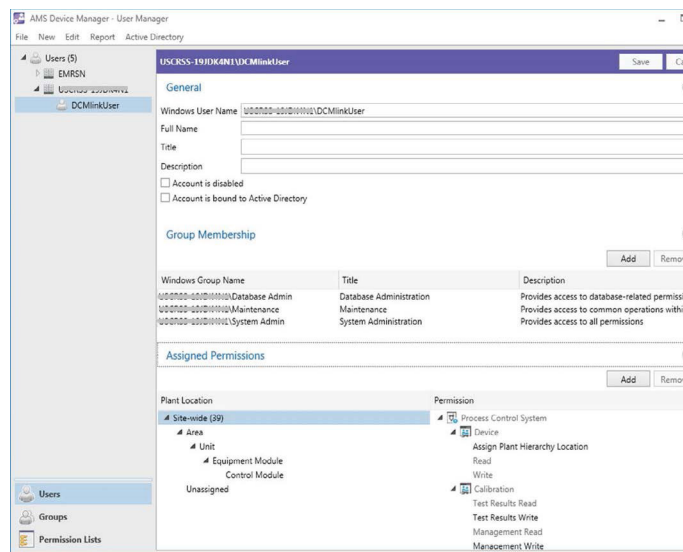 AMS Device Manager - User Manager
File New Edit Report Active Directory
Users (5)
EMRSN
DCMlinkUser
USCRSS-19JDK4N1\DCMlinkUser
Save
General
Windows User Name \DCMlinkUser
Full Name
Title
Description
Account is disabled
Account is bound to Active Directory
Group Membership
Add Remov
Windows Group Name Title Description
\Database Admin Database Administration Provides access to database-related permissi
\Maintenance Maintenance Provides access to common operations withi
\System Admin System Administration Provides access to all permissions
Assigned Permissions
Add Remov
Plant Location Permission
Site-wide (39) Process Control System
Area Device
Unit Assign Plant Hierarchy Location
Equipment Module Read
Control Module Write
Unassigned Calibration
Test Results Read
Test Results Write
Management Read
Management Write
Users
Groups
Permission Lists